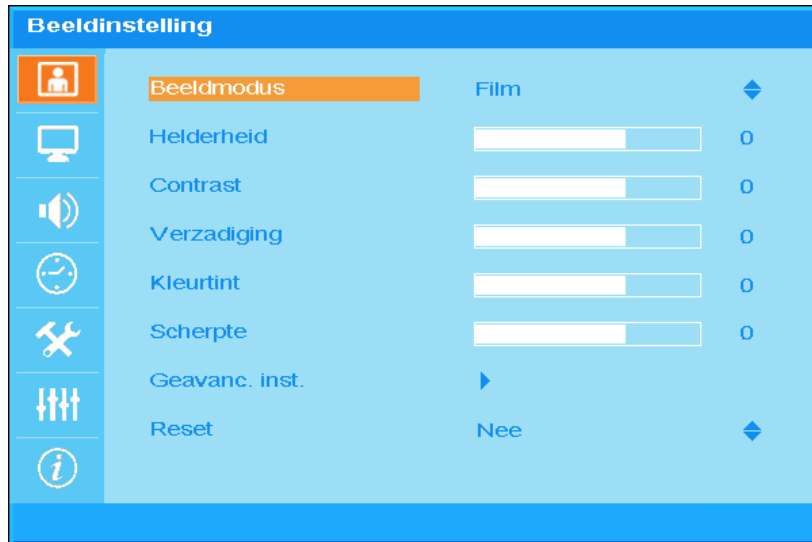 Beeldinstelling
Beeldmodus Film
Helderheid 0
Contrast 0
Verzadiging 0
Kleurtint 0
Scherpte 0
Geavanc. inst.
Reset Nee
i